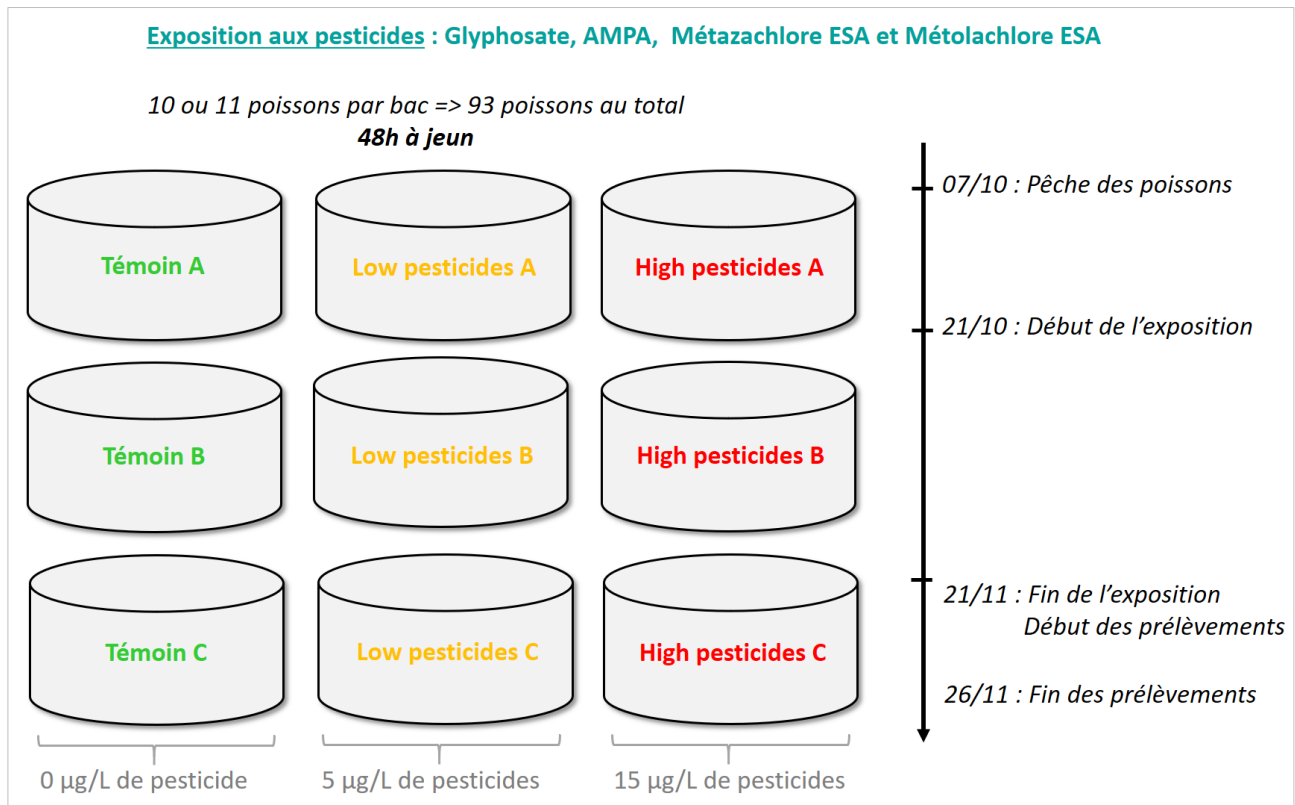 Exposition aux pesticides : Glyphosate, AMPA, Métazachlore ESA et Métolachlore ESA
10 ou 11 poissons par bac => 93 poissons au total
48h à jeun
Témoin A
Low pesticides A
High pesticides A
Témoin B
Low pesticides B
High pesticides B
Témoin C
Low pesticides C
High pesticides C
0 µg/L de pesticide
5 µg/L de pesticides
15 µg/L de pesticides
07/10 : Pêche des poissons
21/10 : Début de l’exposition
21/11 : Fin de l’exposition
Début des prélèvements
26/11 : Fin des prélèvements